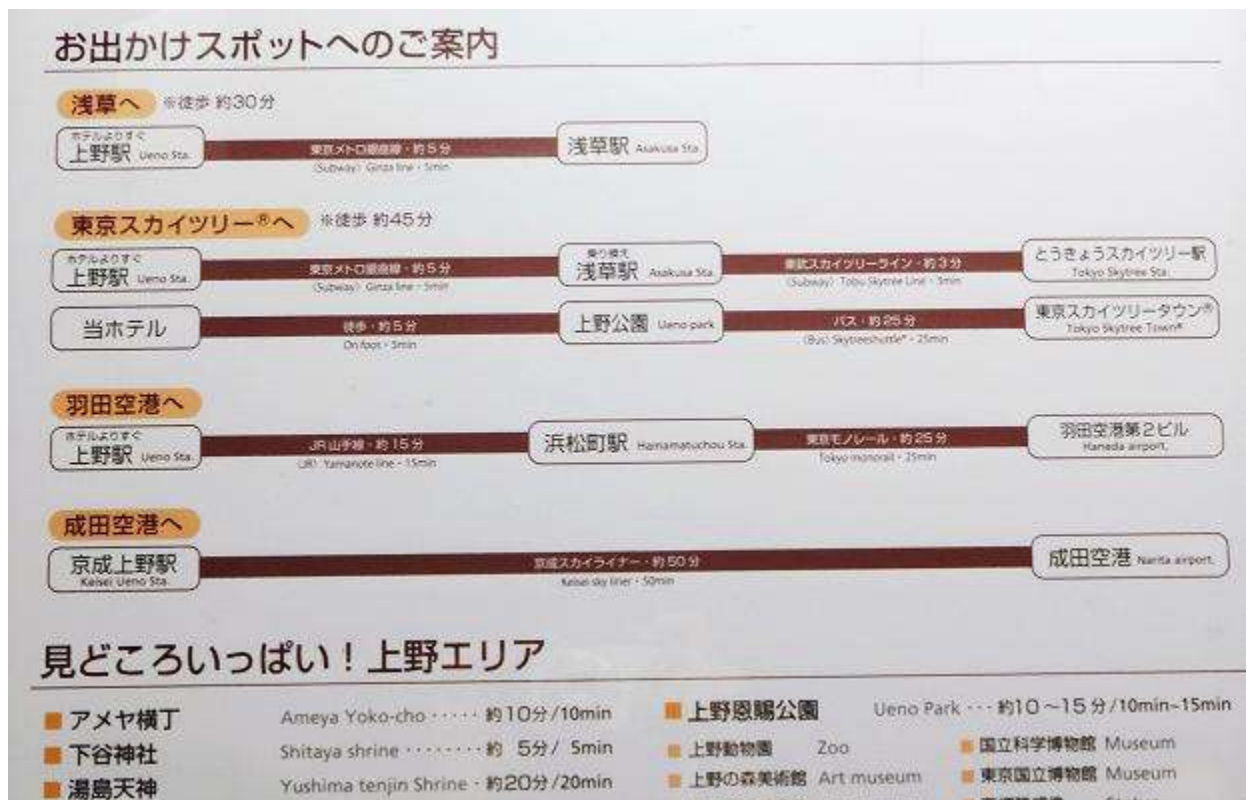 お出かけスポットへのご案内
浅草へ ※徒歩 約30分
ホテルよりすぐ
上野駅 Ueno Sta.
東京メトロ銀座線・約5分
(Subway) Ginza line・5min
浅草駅 Asakusa Sta.
東京スカイツリー®へ ※徒歩 約45分
ホテルよりすぐ
上野駅 Ueno Sta.
東京メトロ銀座線・約5分
(Subway) Ginza line・5min
乗り換え
浅草駅 Asakusa Sta.
東武スカイツリーライン・約3分
(Subway) Tobu Skytree Line・3min
とうきょうスカイツリー駅
Tokyo Skytree Sta.
当ホテル
徒歩・約5分
On foot・5min
上野公園 Ueno park
バス・約25分
(Bus) Skytreeshuttle®・25min
東京スカイツリータウン®
Tokyo Skytree Town®
羽田空港へ
ホテルよりすぐ
上野駅 Ueno Sta.
JR山手線・約15分
(JR) Yamanote line・15min
浜松町駅 Hamamatuchou Sta.
東京モノレール・約25分
Tokyo monorail・25min
羽田空港第2ビル
Haneda airport.
成田空港へ
京成上野駅
Keisei Ueno Sta.
京成スカイライナー・約50分
Keisei sky liner・50min
成田空港 Narita airport.
見どころいっぱい！上野エリア
アメヤ横丁 Ameya Yoko-cho・・・・・約10分/10min
下谷神社 Shitaya shrine・・・・・・・・約 5分/ 5min
湯島天神 Yushima tenjin Shrine・約20分/20min
上野恩賜公園 Ueno Park・・・約10～15分/10min~15min
上野動物園 Zoo
国立科学博物館 Museum
上野の森美術館 Art museum
東京国立博物館 Museum